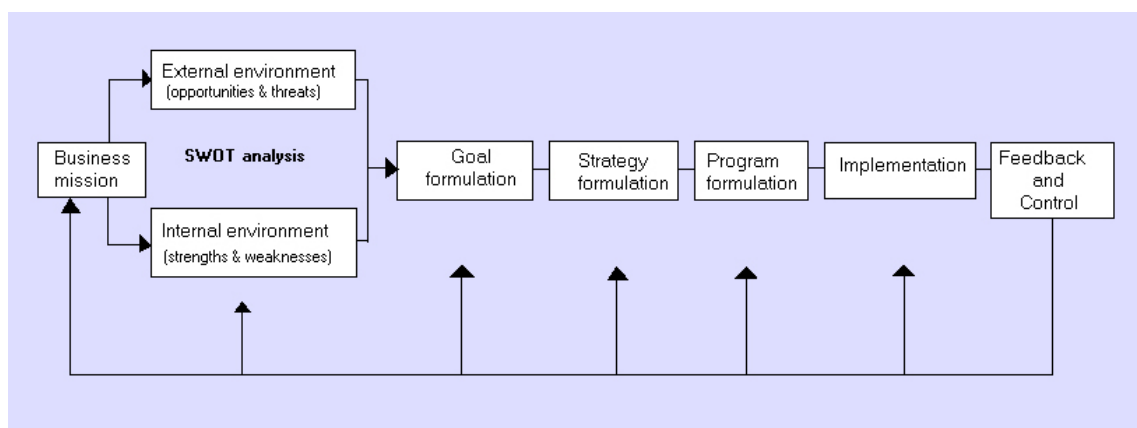 External environment
(opportunities & threats)
Business
mission
SWOT analysis
Internal environment
(strengths & weaknesses)
Goal
formulation
Strategy
formulation
Program
formulation
Implementation
Feedback
and
Control